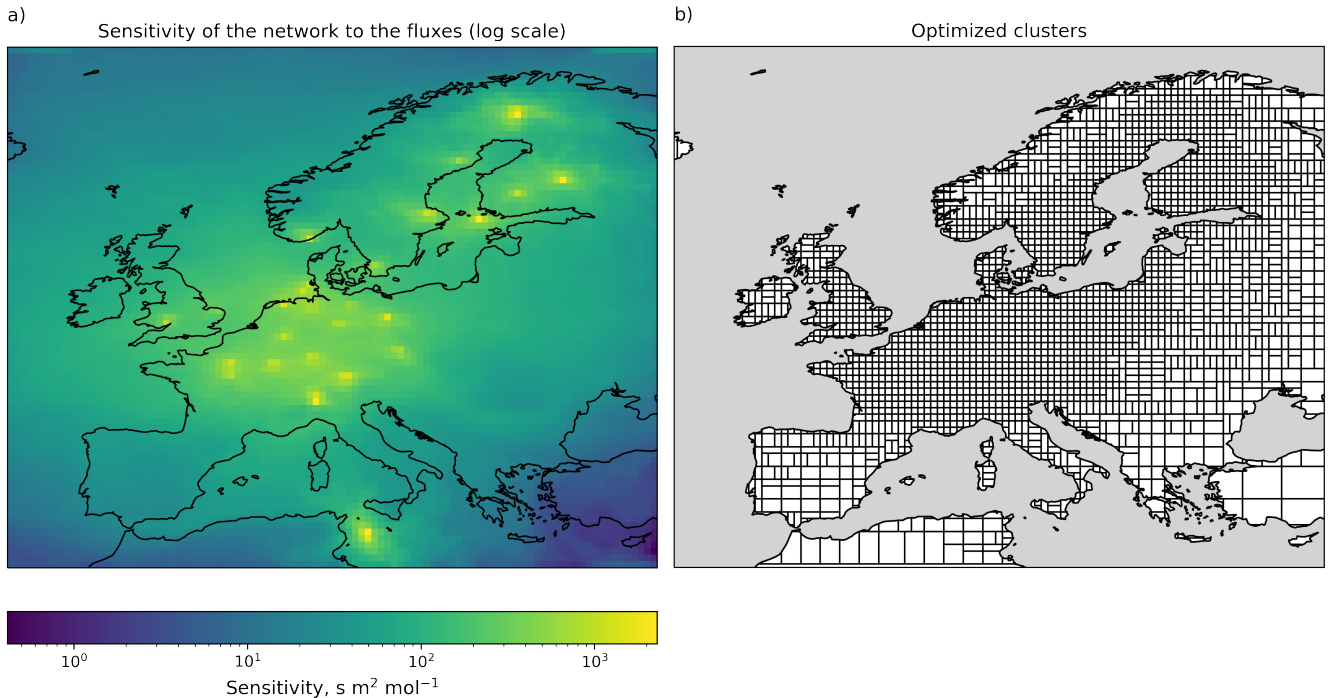 a)
Sensitivity of the network to the fluxes (log scale)
b)
Optimized clusters
10⁰ 10¹ 10² 10³
Sensitivity, s m² mol⁻¹